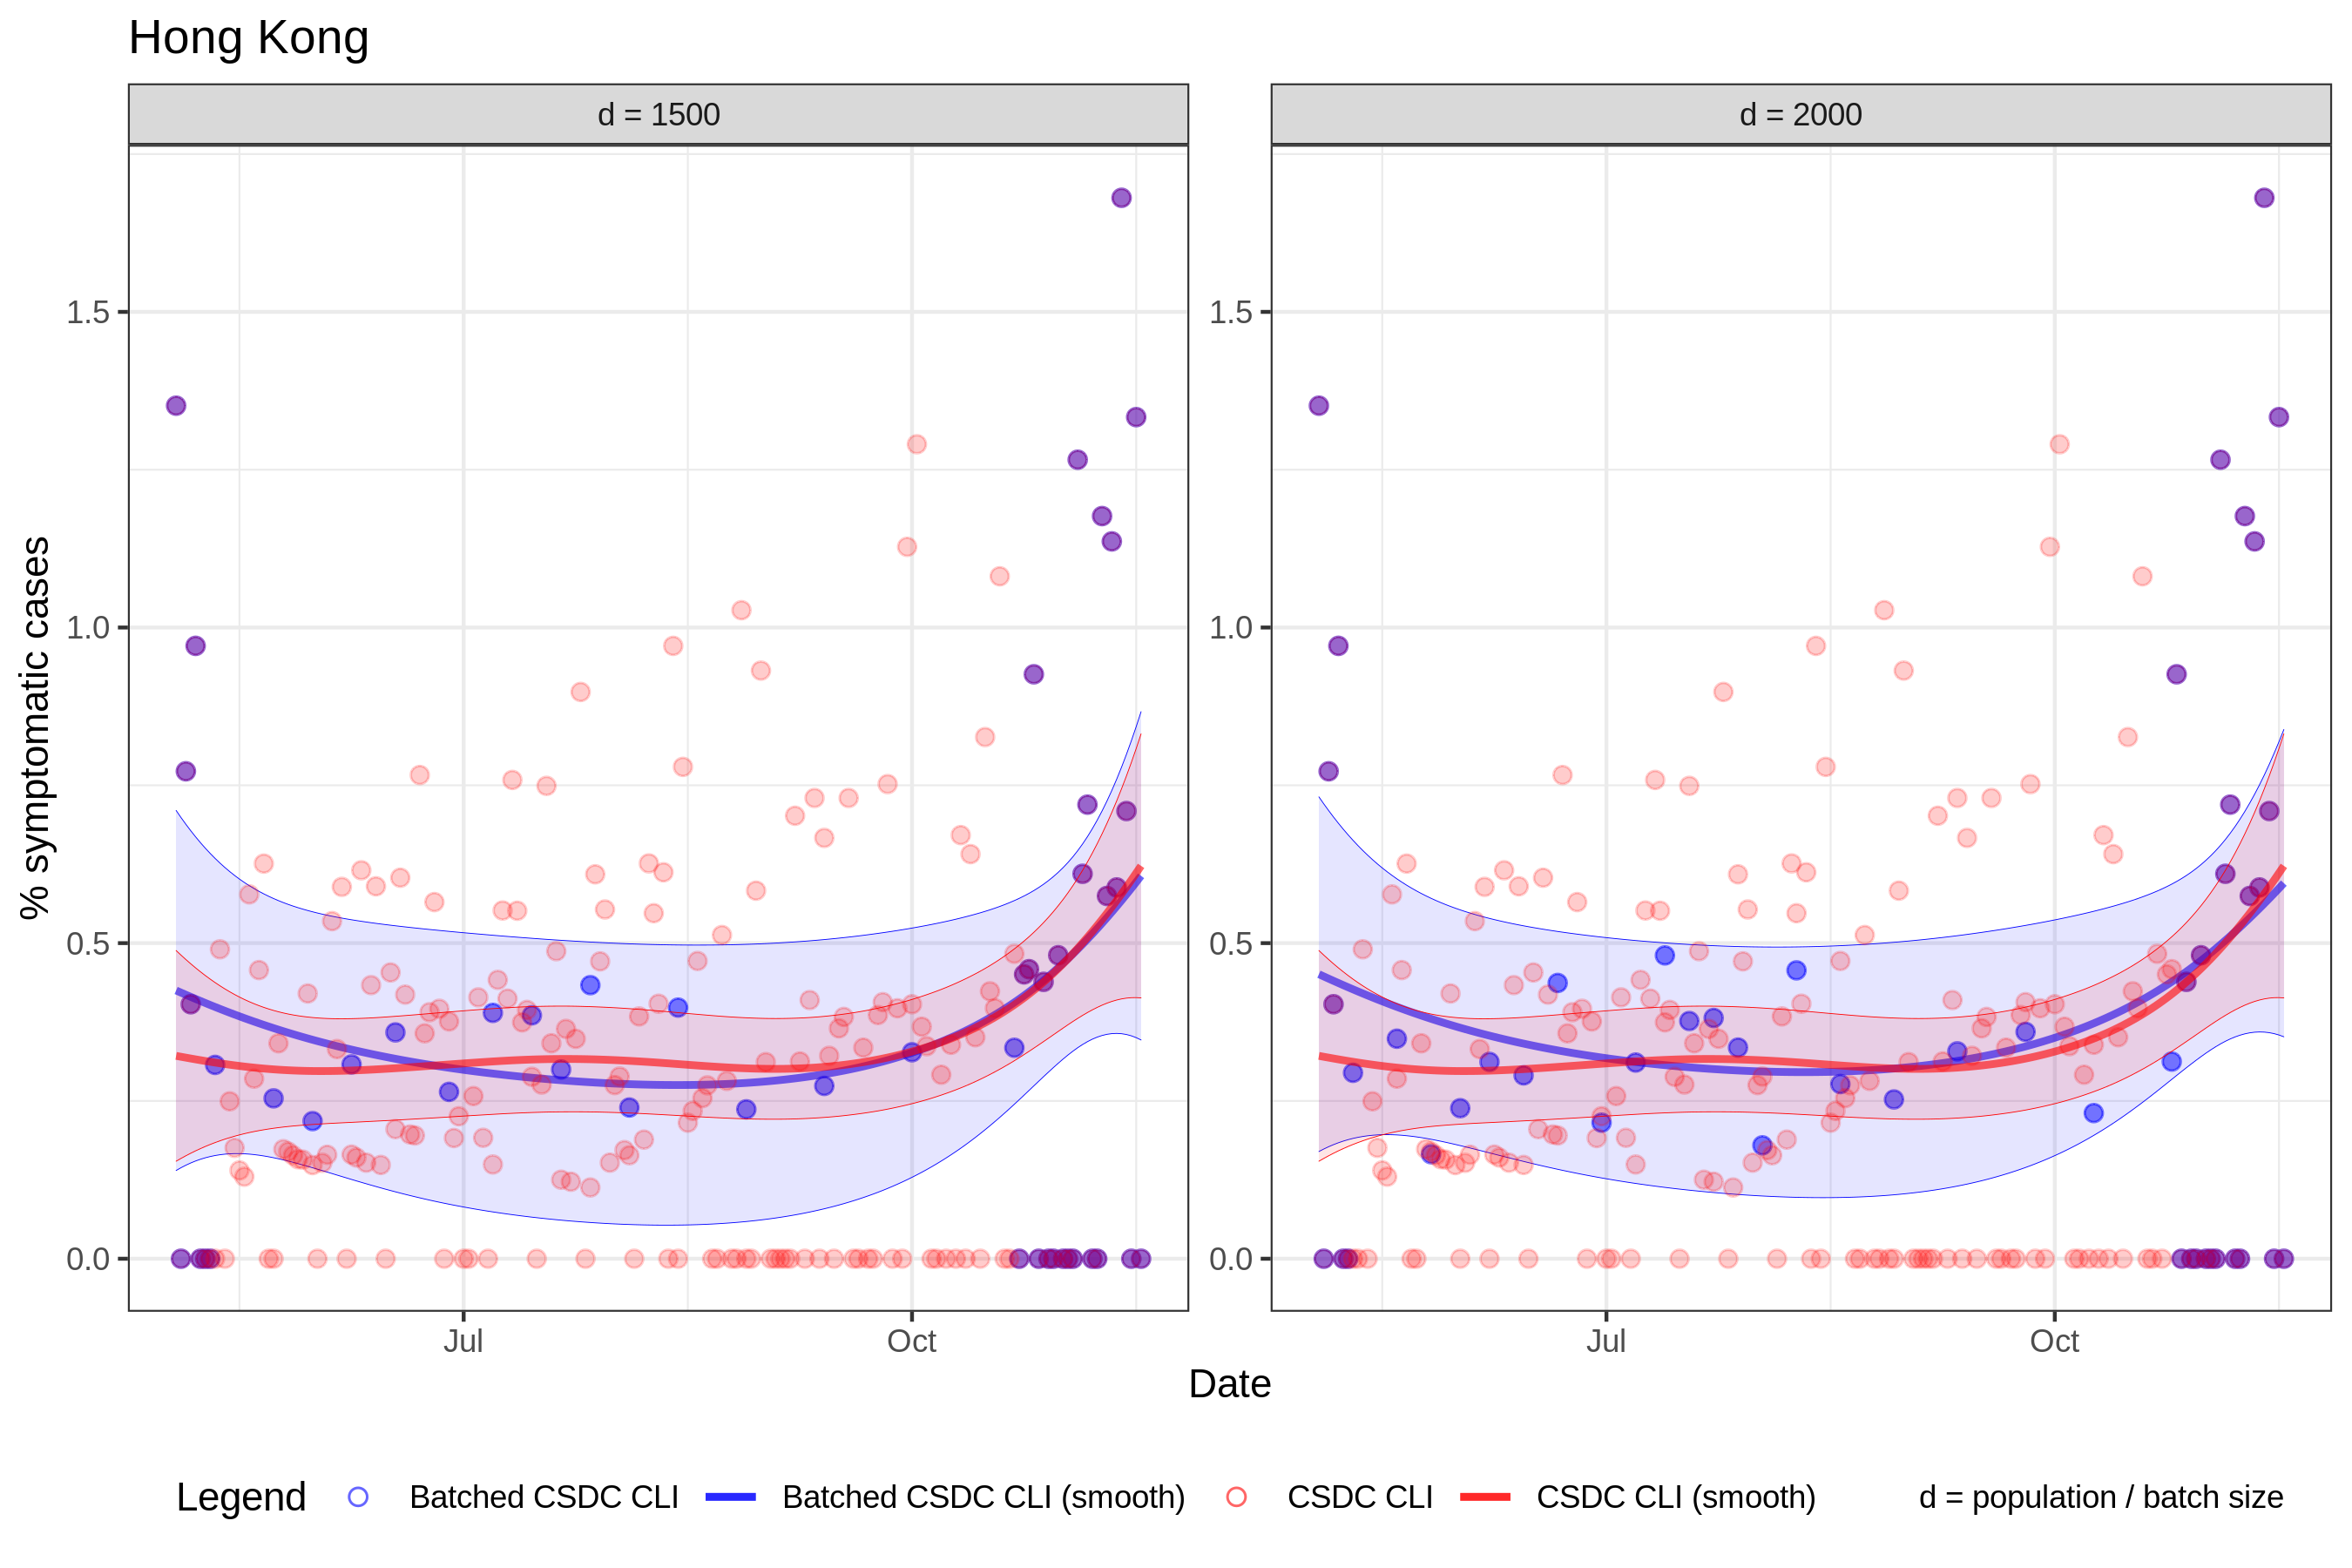 Hong Kong
d = 1500
d = 2000
% symptomatic cases
1.5
1.0
0.5
0.0
1.5
1.0
0.5
0.0
Jul
Oct
Jul
Oct
Date
Legend
Batched CSDC CLI
Batched CSDC CLI (smooth)
CSDC CLI
CSDC CLI (smooth)
d = population / batch size